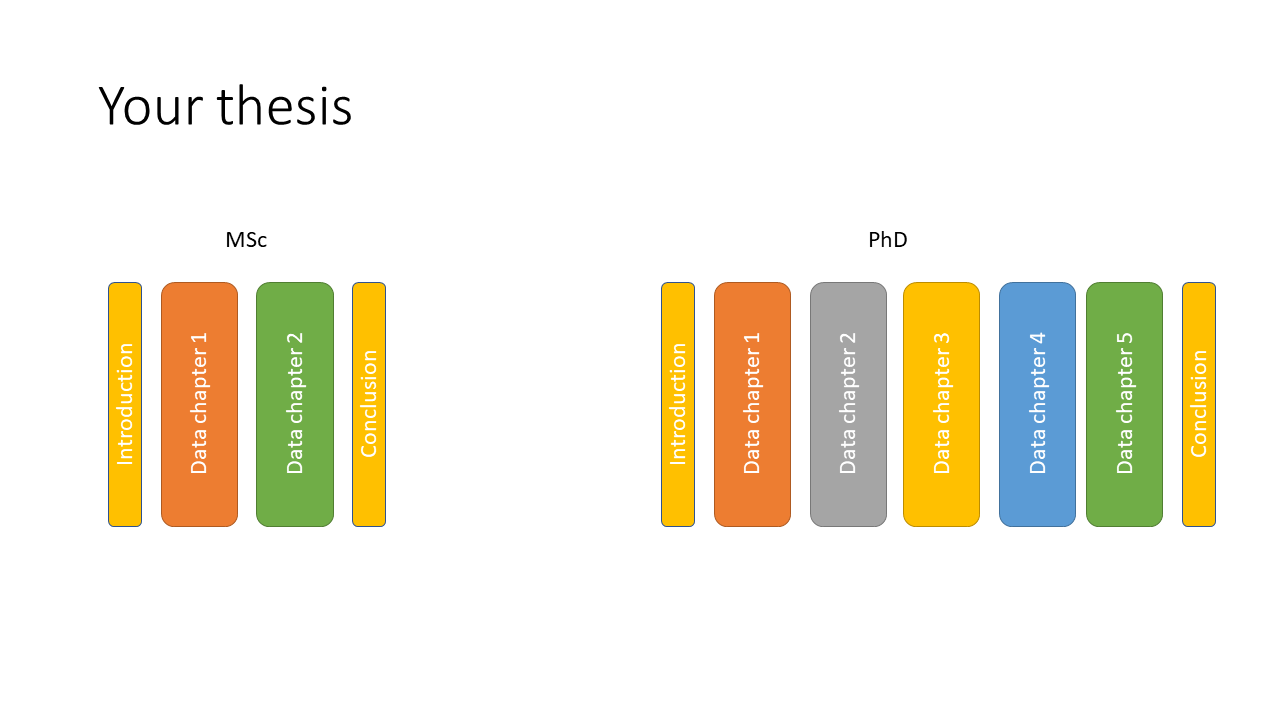 Your thesis
MSc
Introduction
Data chapter 1
Data chapter 2
Conclusion
PhD
Introduction
Data chapter 1
Data chapter 2
Data chapter 3
Data chapter 4
Data chapter 5
Conclusion